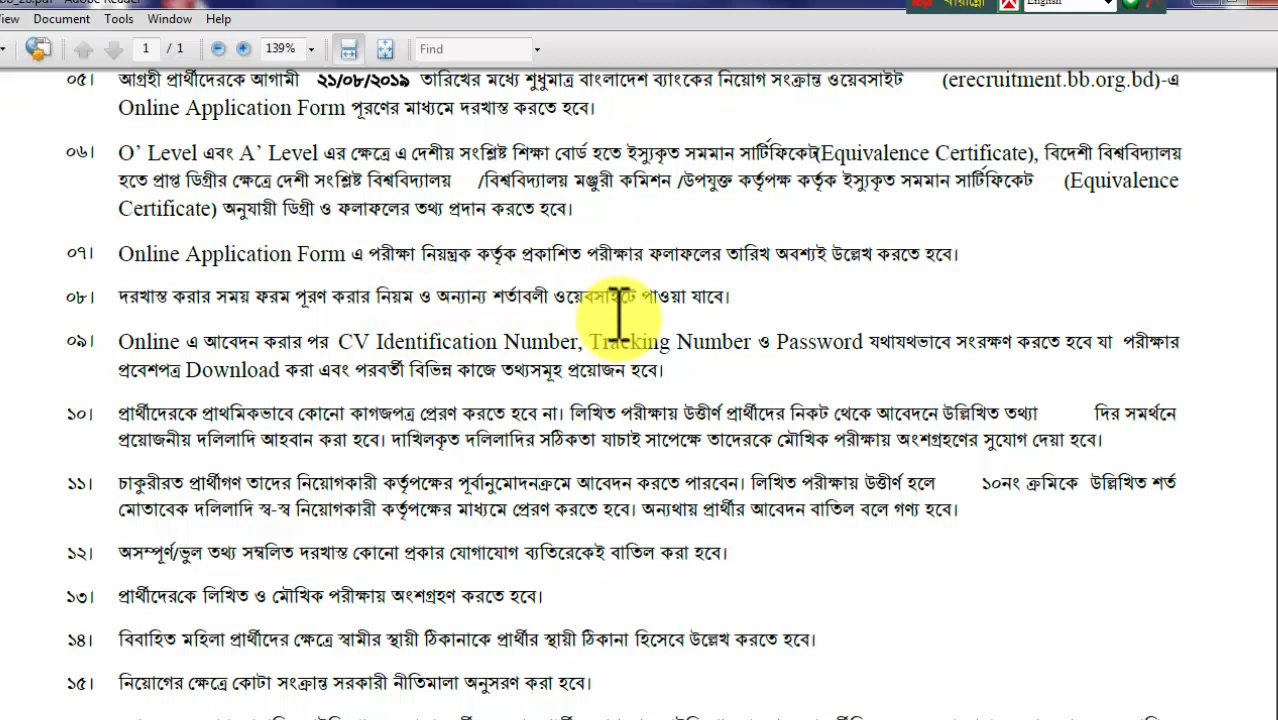 View Document Tools Window Help
1 / 1 139% Find
০৫। আগ্রহী প্রার্থীদেরকে আগামী ২১/০৮/২০১৯ তারিখের মধ্যে শুধুমাত্র বাংলাদেশ ব্যাংকের নিয়োগ সংক্রান্ত ওয়েবসাইট (erecruitment.bb.org.bd)-এ
Online Application Form পূরণের মাধ্যমে দরখাস্ত করতে হবে।
০৬। O’ Level এবং A’ Level এর ক্ষেত্রে এ দেশীয় সংশ্লিষ্ট শিক্ষা বোর্ড হতে ইস্যুকৃত সমমান সার্টিফিকেট(Equivalence Certificate), বিদেশী বিশ্ববিদ্যালয়
হতে প্রাপ্ত ডিগ্রীর ক্ষেত্রে দেশী সংশ্লিষ্ট বিশ্ববিদ্যালয় /বিশ্ববিদ্যালয় মঞ্জুরী কমিশন /উপযুক্ত কর্তৃপক্ষ কর্তৃক ইস্যুকৃত সমমান সার্টিফিকেট (Equivalence
Certificate) অনুযায়ী ডিগ্রী ও ফলাফলের তথ্য প্রদান করতে হবে।
০৭। Online Application Form এ পরীক্ষা নিয়ন্ত্রক কর্তৃক প্রকাশিত পরীক্ষার ফলাফলের তারিখ অবশ্যই উল্লেখ করতে হবে।
০৮। দরখাস্ত করার সময় ফরম পূরণ করার নিয়ম ও অন্যান্য শর্তাবলী ওয়েবসাইটে পাওয়া যাবে।
০৯। Online এ আবেদন করার পর CV Identification Number, Tracking Number ও Password যথাযথভাবে সংরক্ষণ করতে হবে যা পরীক্ষার
প্রবেশপত্র Download করা এবং পরবর্তী বিভিন্ন কাজে তথ্যসমূহ প্রয়োজন হবে।
১০। প্রার্থীদেরকে প্রাথমিকভাবে কোনো কাগজপত্র প্রেরণ করতে হবে না। লিখিত পরীক্ষায় উত্তীর্ণ প্রার্থীদের নিকট থেকে আবেদনে উল্লিখিত তথ্যা দির সমর্থনে
প্রয়োজনীয় দলিলাদি আহবান করা হবে। দাখিলকৃত দলিলাদির সঠিকতা যাচাই সাপেক্ষে তাদেরকে মৌখিক পরীক্ষায় অংশগ্রহণের সুযোগ দেয়া হবে।
১১। চাকুরীরত প্রার্থীগণ তাদের নিয়োগকারী কর্তৃপক্ষের পূর্বানুমোদনক্রমে আবেদন করতে পারবেন। লিখিত পরীক্ষায় উত্তীর্ণ হলে ১০নং ক্রমিকে উল্লিখিত শর্ত
মোতাবেক দলিলাদি স্ব-স্ব নিয়োগকারী কর্তৃপক্ষের মাধ্যমে প্রেরণ করতে হবে। অন্যথায় প্রার্থীর আবেদন বাতিল বলে গণ্য হবে।
১২। অসম্পূর্ণ/ভুল তথ্য সম্বলিত দরখাস্ত কোনো প্রকার যোগাযোগ ব্যতিরেকেই বাতিল করা হবে।
১৩। প্রার্থীদেরকে লিখিত ও মৌখিক পরীক্ষায় অংশগ্রহণ করতে হবে।
১৪। বিবাহিত মহিলা প্রার্থীদের ক্ষেত্রে স্বামীর স্থায়ী ঠিকানাকে প্রার্থীর স্থায়ী ঠিকানা হিসেবে উল্লেখ করতে হবে।
১৫। নিয়োগের ক্ষেত্রে কোটা সংক্রান্ত সরকারী নীতিমালা অনুসরণ করা হবে।